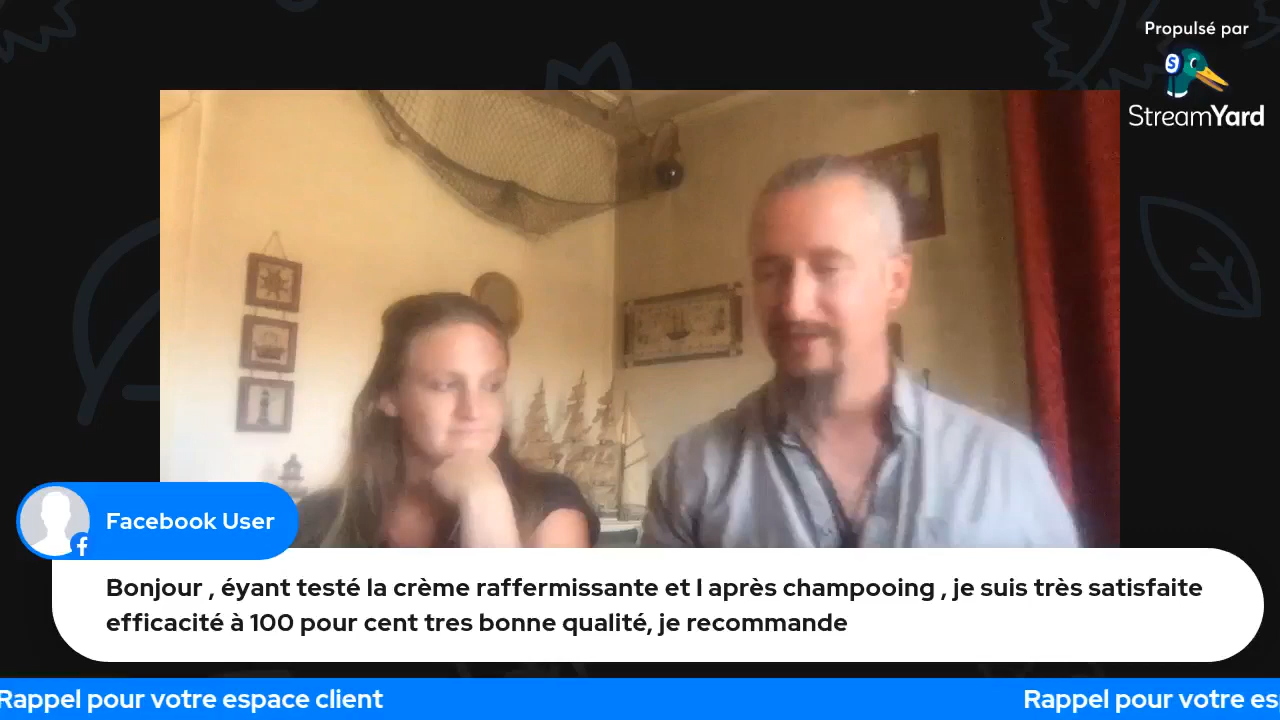 Propulsé par
StreamYard
Facebook User
Bonjour , éyant testé la crème raffermissante et l après champooing , je suis très satisfaite
efficacité à 100 pour cent tres bonne qualité, je recommande
Rappel pour votre espace client
Rappel pour votre es